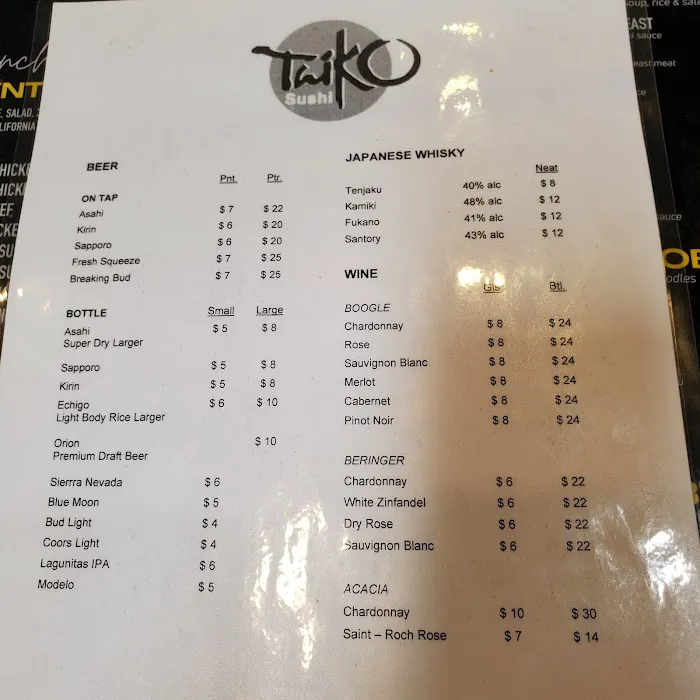 Taiko
Sushi
BEER
Pnt. Ptr.
ON TAP
Asahi $ 7 $ 22
Kirin $ 6 $ 20
Sapporo $ 6 $ 20
Fresh Squeeze $ 7 $ 25
Breaking Bud $ 7 $ 25
BOTTLE Small Large
Asahi $ 5 $ 8
Super Dry Larger
Sapporo $ 5 $ 8
Kirin $ 5 $ 8
Echigo $ 6 $ 10
Light Body Rice Larger
Orion $ 10
Premium Draft Beer
Sierrra Nevada $ 6
Blue Moon $ 5
Bud Light $ 4
Coors Light $ 4
Lagunitas IPA $ 6
Modelo $ 5
JAPANESE WHISKY
Neat
Tenjaku 40% alc $ 8
Kamiki 48% alc $ 12
Fukano 41% alc $ 12
Santory 43% alc $ 12
WINE
Gls. Btl.
BOOGLE
Chardonnay $ 8 $ 24
Rose $ 8 $ 24
Sauvignon Blanc $ 8 $ 24
Merlot $ 8 $ 24
Cabernet $ 8 $ 24
Pinot Noir $ 8 $ 24
BERINGER
Chardonnay $ 6 $ 22
White Zinfandel $ 6 $ 22
Dry Rose $ 6 $ 22
Sauvignon Blanc $ 6 $ 22
ACACIA
Chardonnay $ 10 $ 30
Saint – Roch Rose $ 7 $ 14